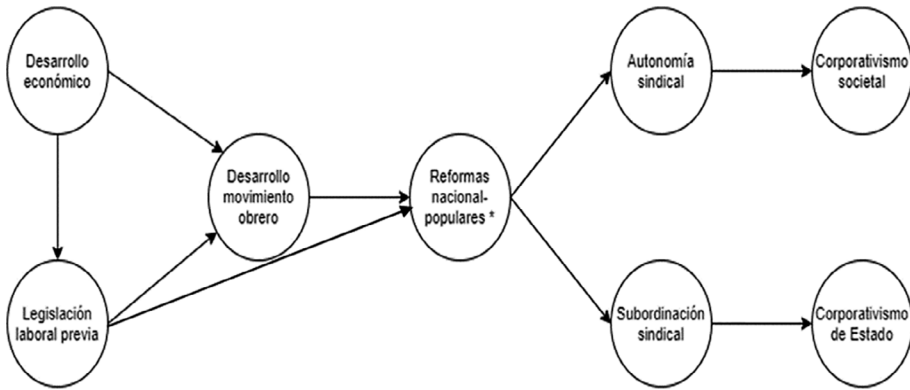 Desarrollo
económico
Autonomía
sindical
Corporativismo
societal
Desarrollo
movimiento
obrero
Reformas
nacional-
populares *
Legislación
laboral previa
Subordinación
sindical
Corporativismo
de Estado